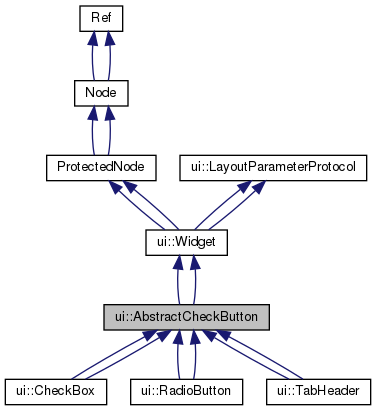 Ref
Node
ProtectedNode
ui::LayoutParameterProtocol
ui::Widget
ui::AbstractCheckButton
ui::CheckBox
ui::RadioButton
ui::TabHeader